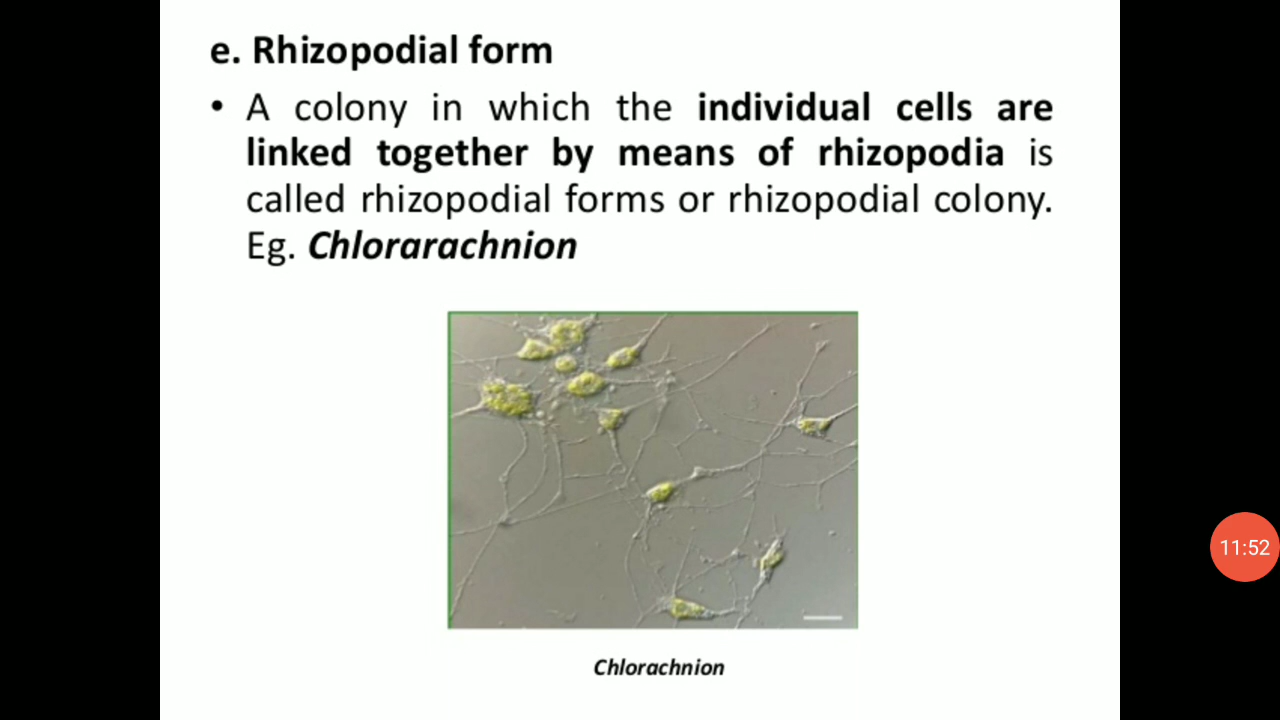 e. Rhizopodial form
• A colony in which the individual cells are
linked together by means of rhizopodia is
called rhizopodial forms or rhizopodial colony.
Eg. Chlorarachnion
11:52
Chlorachnion